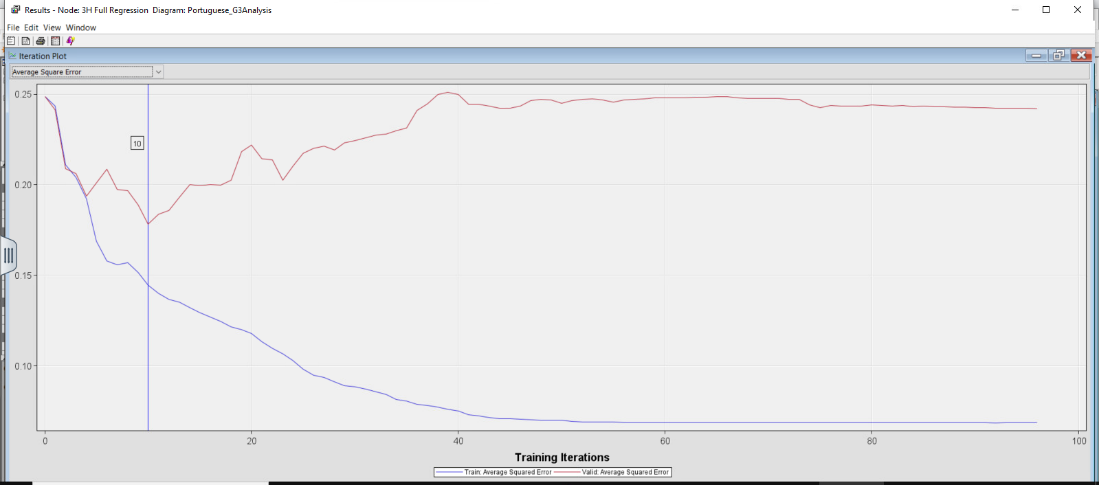 Results - Node: 3H Full Regression Diagram: Portuguese_G3Analysis
File Edit View Window
Iteration Plot
Average Square Error
0.25
10
0.20
0.15
0.10
0 20 40 60 80 100
Training Iterations
Train: Average Squared Error Valid: Average Squared Error